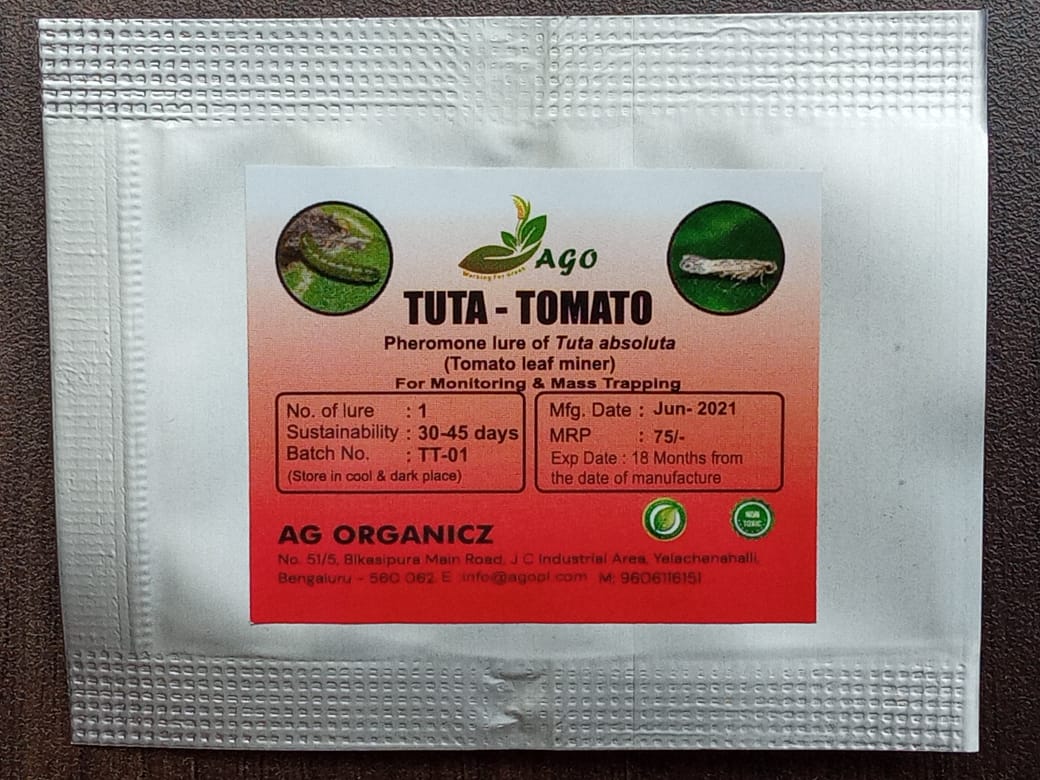 AGO
Working For Green
TUTA - TOMATO
Pheromone lure of Tuta absoluta
(Tomato leaf miner)
For Monitoring & Mass Trapping
No. of lure : 1
Sustainability : 30-45 days
Batch No. : TT-01
(Store in cool & dark place)
Mfg. Date : Jun- 2021
MRP : 75/-
Exp Date : 18 Months from
the date of manufacture
NON
TOXIC
AG ORGANICZ
No. 51/5, Bikasipura Main Road, J C Industrial Area, Yelachenahalli,
Bengaluru - 560 062. E: info@agopl.com M: 9606116151